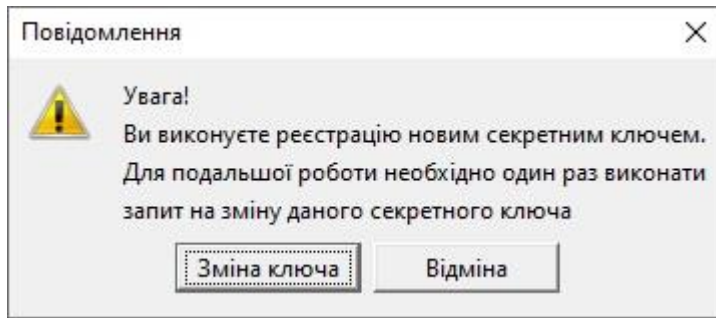 Повідомлення
Увага!
Ви виконуєте реєстрацію новим секретним ключем.
Для подальшої роботи необхідно один раз виконати
запит на зміну даного секретного ключа
Зміна ключа
Відміна